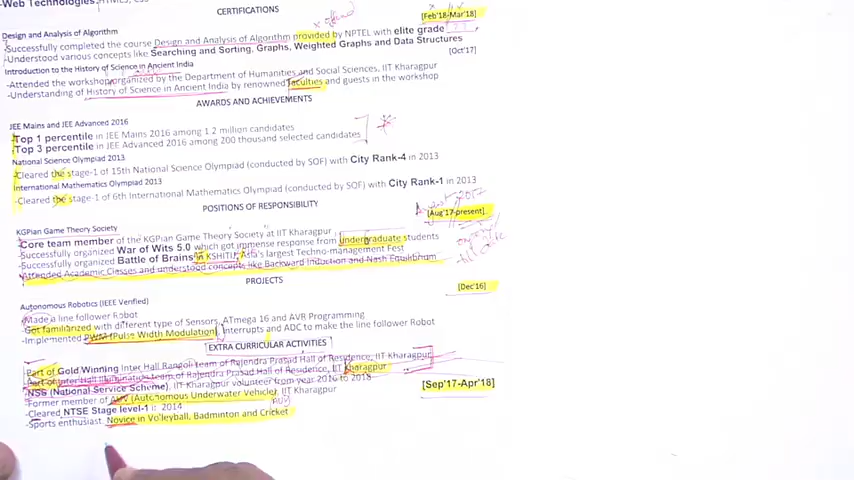 -Web Technologies:
CERTIFICATIONS
[Feb'18-Mar'18]
Design and Analysis of Algorithm
-Successfully completed the course Design and Analysis of Algorithm provided by NPTEL with elite grade
-Understood various concepts like Searching and Sorting, Graphs, Weighted Graphs and Data Structures
[Oct'17]
Introduction to the History of Science in Ancient India
-Attended the workshop organized by the Department of Humanities and Social Sciences, IIT Kharagpur
-Understanding of History of Science in Ancient India by renowned faculties and guests in the workshop
AWARDS AND ACHIEVEMENTS
JEE Mains and JEE Advanced 2016
Top 1 percentile in JEE Mains 2016 among 1.2 million candidates
Top 3 percentile in JEE Advanced 2016 among 200 thousand selected candidates
National Science Olympiad 2013
-Cleared the stage-1 of 15th National Science Olympiad (conducted by SOF) with City Rank-4 in 2013
International Mathematics Olympiad 2013
-Cleared the stage-1 of 6th International Mathematics Olympiad (conducted by SOF) with City Rank-1 in 2013
POSITIONS OF RESPONSIBILITY
[Aug'17-present]
KGPian Game Theory Society
Core team member of the KGPian Game Theory Society at IIT Kharagpur
-Successfully organized War of Wits 5.0 which got immense response from undergraduate students
-Successfully organized Battle of Brains in KSHITIJ, Asia's largest Techno-management Fest
-Attended Academic Classes and understood concepts like Backward Induction and Nash Equilibrium
PROJECTS
[Dec'16]
Autonomous Robotics (IEEE Verified)
-Made a line follower Robot
-Got familiarized with different type of Sensors, ATmega 16 and AVR Programming
-Implemented PWM (Pulse Width Modulation), Interrupts and ADC to make the line follower Robot
EXTRA CURRICULAR ACTIVITIES
-Part of Gold Winning Inter Hall Rangoli team of Rajendra Prasad Hall of Residence, IIT Kharagpur
-Part of Inter Hall Illumination team of Rajendra Prasad Hall of Residence, IIT Kharagpur
-NSS (National Service Scheme), IIT Kharagpur volunteer from year 2016 to 2018
[Sep'17-Apr'18]
-Former member of AUV (Autonomous Underwater Vehicle)
-Cleared NTSE Stage level-1 in 2014
-Sports enthusiast. Novice in Volleyball, Badminton and Cricket